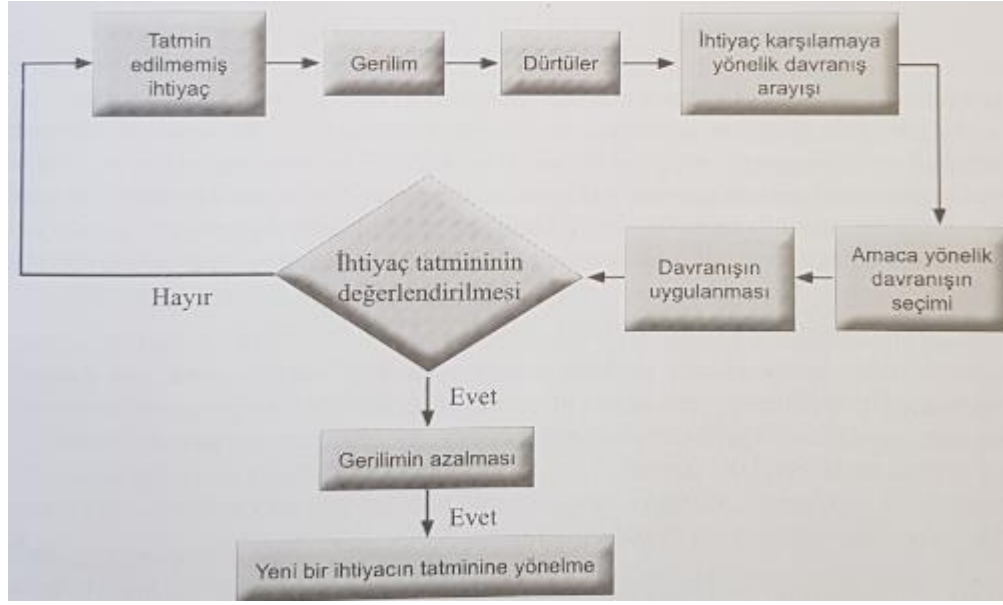 Tatmin
edilmemiş
ihtiyaç
Gerilim
Dürtüler
İhtiyaç karşılamaya
yönelik davranış
arayışı
Amaca yönelik
davranışın
seçimi
Davranışın
uygulanması
İhtiyaç tatmininin
değerlendirilmesi
Hayır
Evet
Gerilimin azalması
Evet
Yeni bir ihtiyacın tatminine yönelme